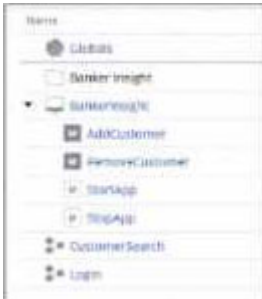 Name
Globals
Banker Insight
BankerInsight
AddCustomer
RemoveCustomer
StartApp
StopApp
CustomerSearch
Login